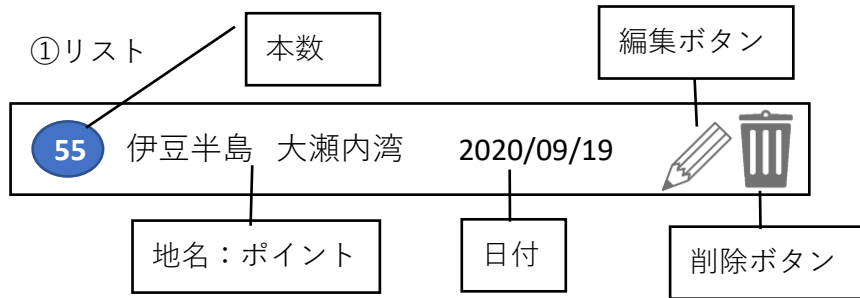 ①リスト
本数
編集ボタン
55 伊豆半島 大瀬内湾 2020/09/19
地名：ポイント
日付
削除ボタン